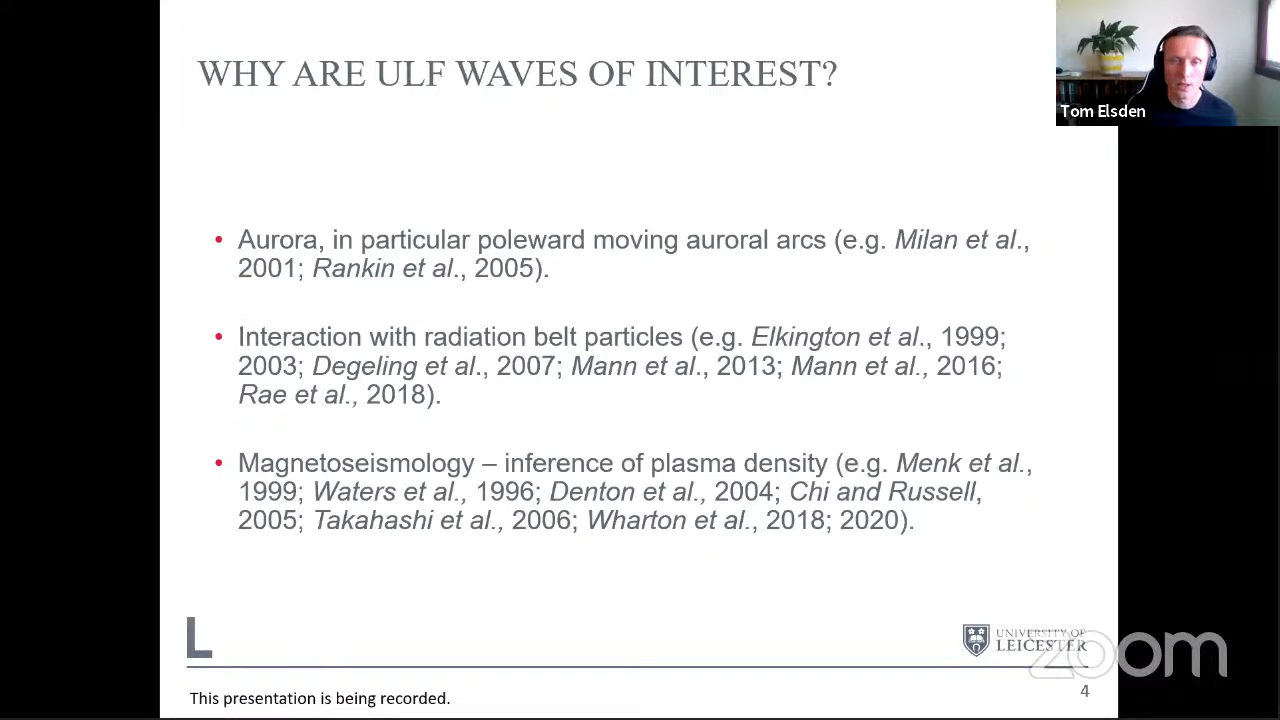 WHY ARE ULF WAVES OF INTEREST?
Tom Elsden
• Aurora, in particular poleward moving auroral arcs (e.g. Milan et al.,
2001; Rankin et al., 2005).
• Interaction with radiation belt particles (e.g. Elkington et al., 1999;
2003; Degeling et al., 2007; Mann et al., 2013; Mann et al., 2016;
Rae et al., 2018).
• Magnetoseismology – inference of plasma density (e.g. Menk et al.,
1999; Waters et al., 1996; Denton et al., 2004; Chi and Russell,
2005; Takahashi et al., 2006; Wharton et al., 2018; 2020).
L
UNIVERSITY OF
LEICESTER
zoom
This presentation is being recorded.
4